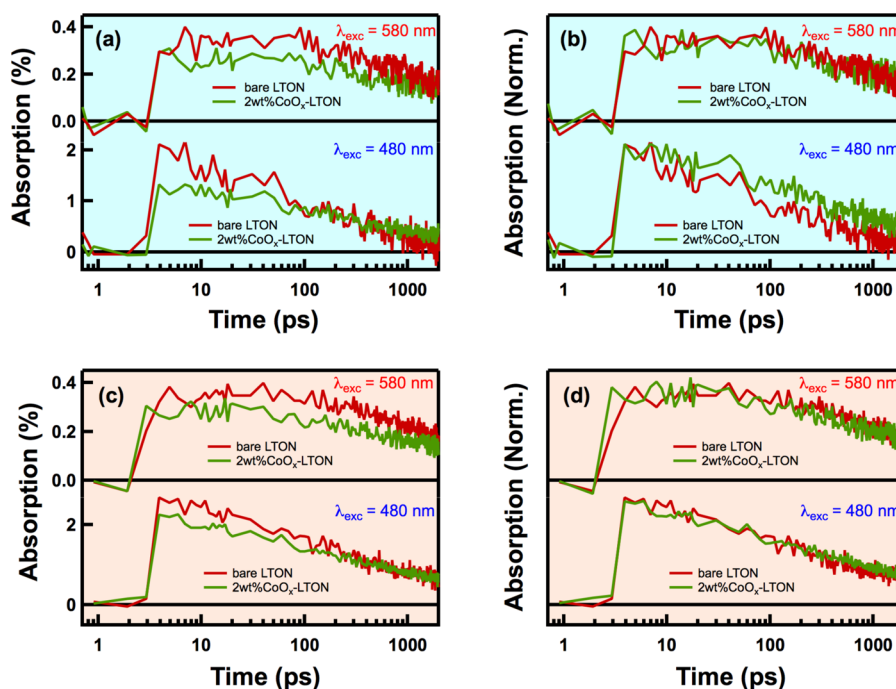 (a)
λexc = 580 nm
0.4
0.2
0.0
bare LTON
2wt%CoOx-LTON
λexc = 480 nm
2
1
0
bare LTON
2wt%CoOx-LTON
Absorption (%)
1
10
100
1000
Time (ps)
(b)
λexc = 580 nm
bare LTON
2wt%CoOx-LTON
λexc = 480 nm
bare LTON
2wt%CoOx-LTON
Absorption (Norm.)
1
10
100
1000
Time (ps)
(c)
λexc = 580 nm
0.4
0.2
0.0
bare LTON
2wt%CoOx-LTON
λexc = 480 nm
2
0
bare LTON
2wt%CoOx-LTON
Absorption (%)
1
10
100
1000
Time (ps)
(d)
λexc = 580 nm
bare LTON
2wt%CoOx-LTON
λexc = 480 nm
bare LTON
2wt%CoOx-LTON
Absorption (Norm.)
1
10
100
1000
Time (ps)